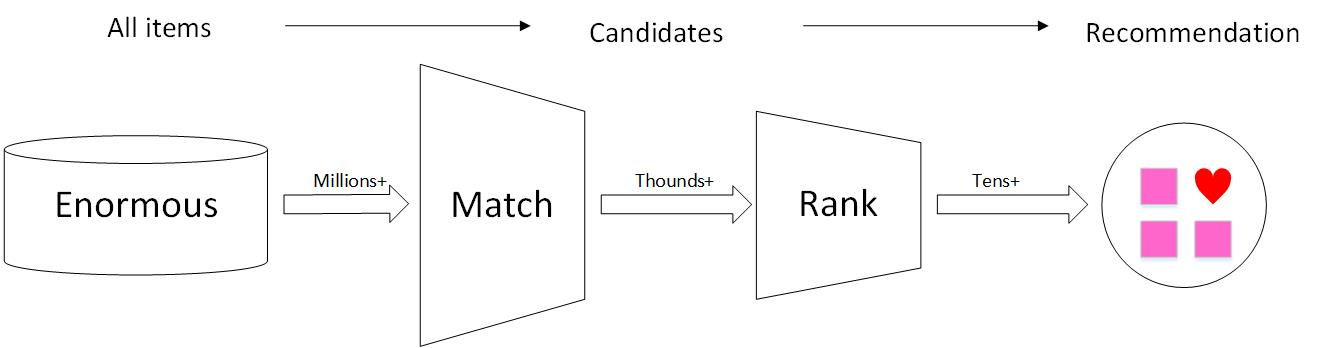 All items
Candidates
Recommendation
Enormous
Millions+
Match
Thounds+
Rank
Tens+